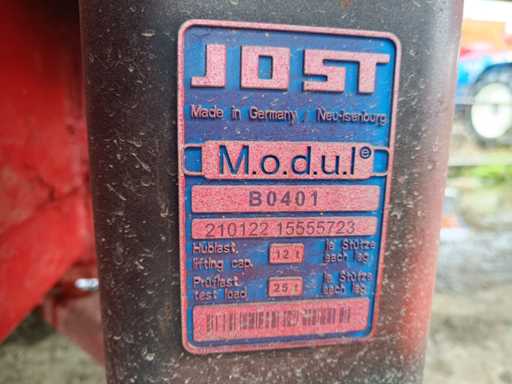 JOST
Made in Germany, Neu-Isenburg
M.o.d.u.l®
B0401
210122 15555723
Hublast, 12 t je Stütze
lifting cap. each leg
Prüflast, 25 t je Stütze
test load each leg